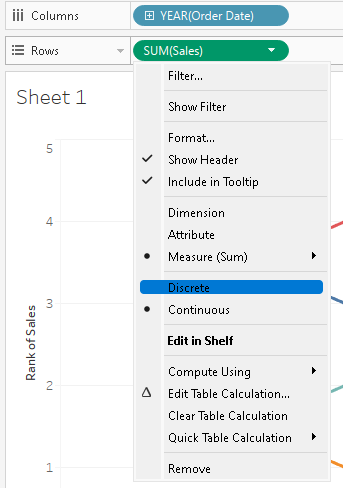 Columns YEAR(Order Date)
Rows SUM(Sales)
Filter...
Show Filter
Sheet 1
Format...
Show Header
Include in Tooltip
Dimension
Attribute
Measure (Sum)
Discrete
Continuous
Edit in Shelf
Compute Using
Edit Table Calculation...
Clear Table Calculation
Quick Table Calculation
Remove
5
4
3
2
1
Rank of Sales